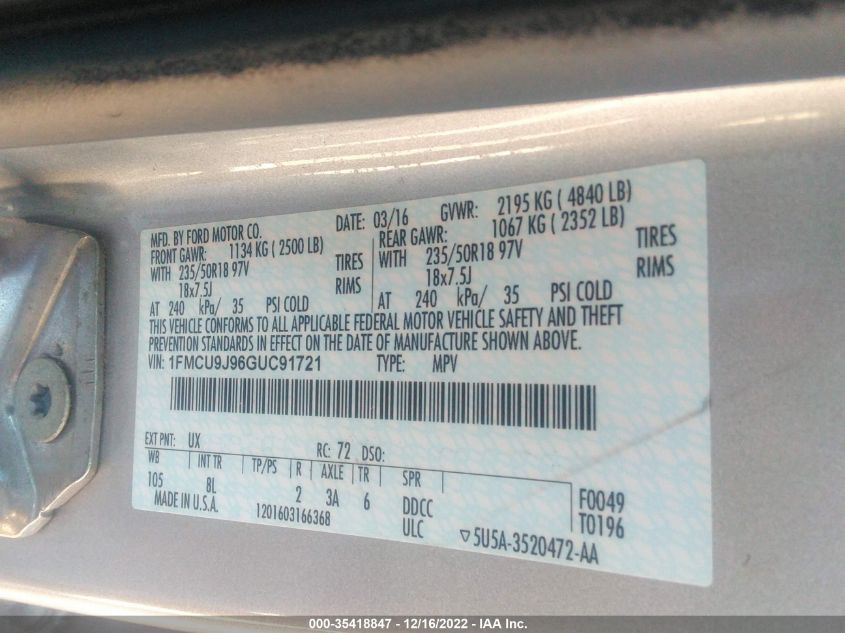 MFD. BY FORD MOTOR CO. DATE: 03/16 GVWR: 2195 KG ( 4840 LB)
FRONT GAWR: 1134 KG ( 2500 LB) REAR GAWR: 1067 KG ( 2352 LB)
WITH 235/50R18 97V TIRES WITH 235/50R18 97V TIRES
18x7.5J RIMS 18x7.5J RIMS
AT 240 kPa/ 35 PSI COLD AT 240 kPa/ 35 PSI COLD
THIS VEHICLE CONFORMS TO ALL APPLICABLE FEDERAL MOTOR VEHICLE SAFETY AND THEFT
PREVENTION STANDARDS IN EFFECT ON THE DATE OF MANUFACTURE SHOWN ABOVE.
VIN: 1FMCU9J96GUC91721 TYPE: MPV
EXT PNT: UX RC: 72 DSO:
WB INT TR TP/PS R AXLE TR SPR
105 8L 2 3A 6 DDCC F0049
MADE IN U.S.A. 1201603166368 ULC T0196
▽5U5A-3520472-AA
000-35418847 - 12/16/2022 - IAA Inc.